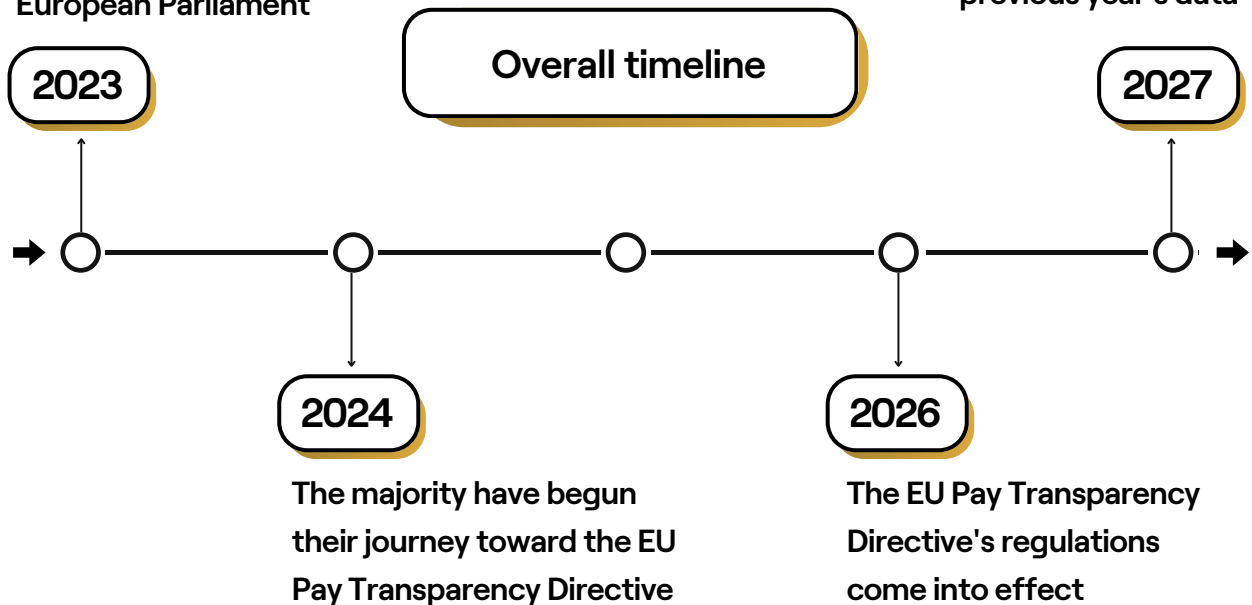 European Parliament
previous year's data
Overall timeline
2023
2027
2024
2026
The majority have begun
their journey toward the EU
Pay Transparency Directive
The EU Pay Transparency
Directive's regulations
come into effect